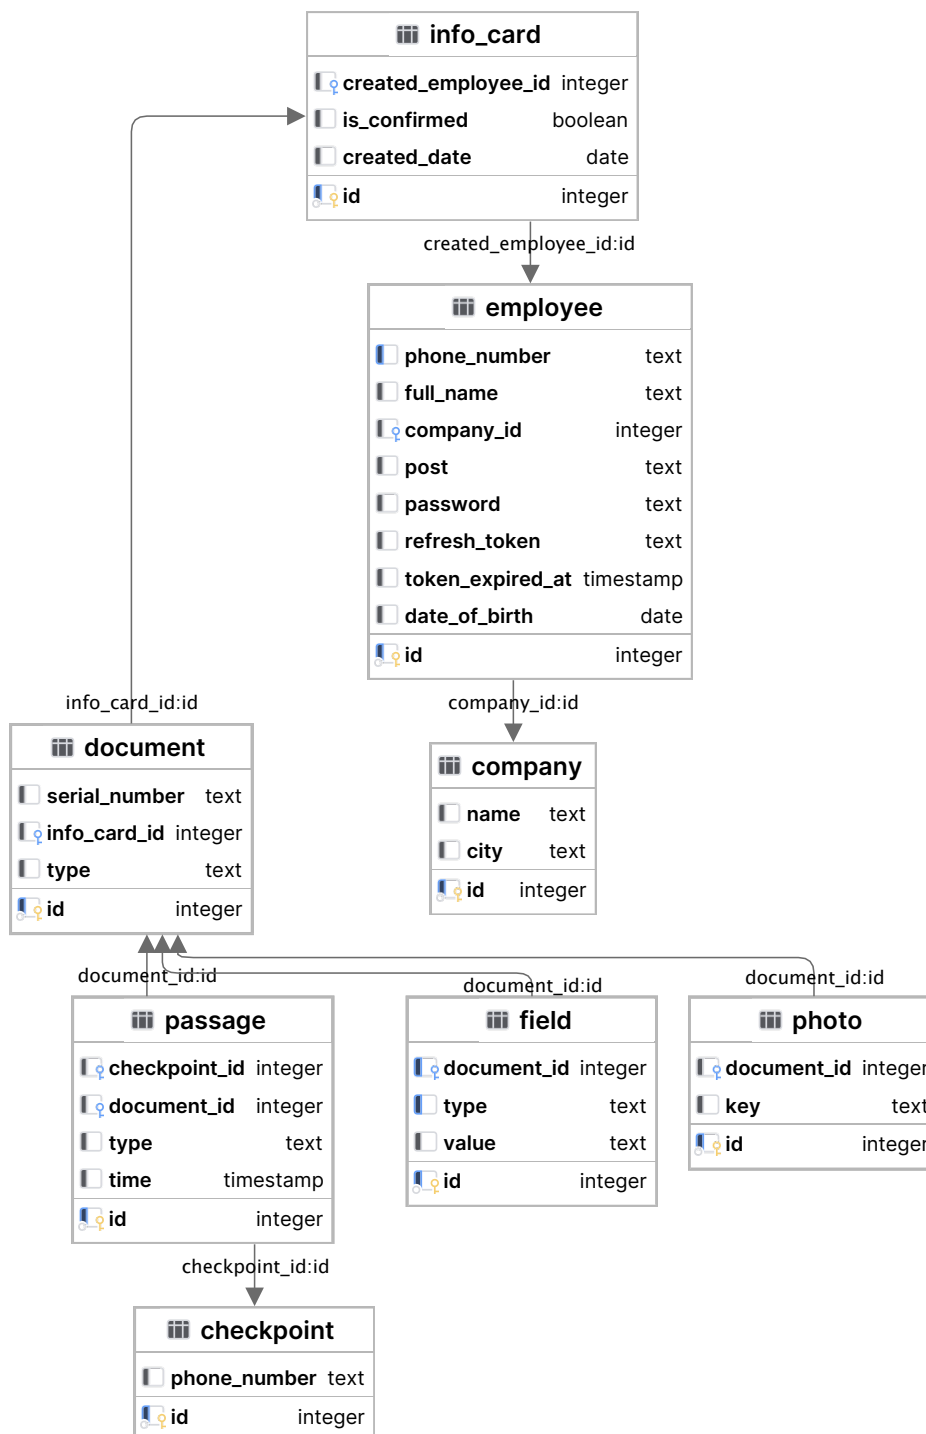 info_card
created_employee_id integer
is_confirmed boolean
created_date date
id integer
created_employee_id:id
employee
phone_number text
full_name text
company_id integer
post text
password text
refresh_token text
token_expired_at timestamp
date_of_birth date
id integer
info_card_id:id
company_id:id
document
serial_number text
info_card_id integer
type text
id integer
company
name text
city text
id integer
document_id:id
document_id:id
document_id:id
passage
checkpoint_id integer
document_id integer
type text
time timestamp
id integer
field
document_id integer
type text
value text
id integer
photo
document_id integer
key text
id integer
checkpoint_id:id
checkpoint
phone_number text
id integer